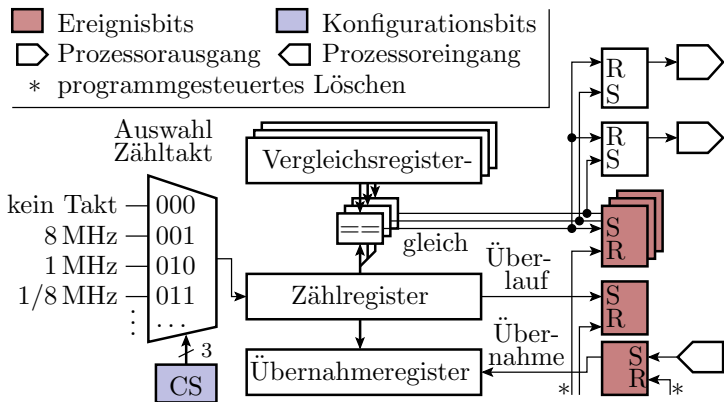 Ereignisbits
Konfigurationsbits
Prozessorausgang
Prozessoreingang
* programmgesteuertes Löschen
Auswahl
Zähltakt
Vergleichsregister-
kein Takt 000
8 MHz 001
1 MHz 010
1/8 MHz 011
⋮ ⋮ ...
3
CS
==
gleich
Zählregister
Übernahmeregister
Über-
lauf
Über-
nahme
R
S
R
S
S
R
S
R
S
R
*
*